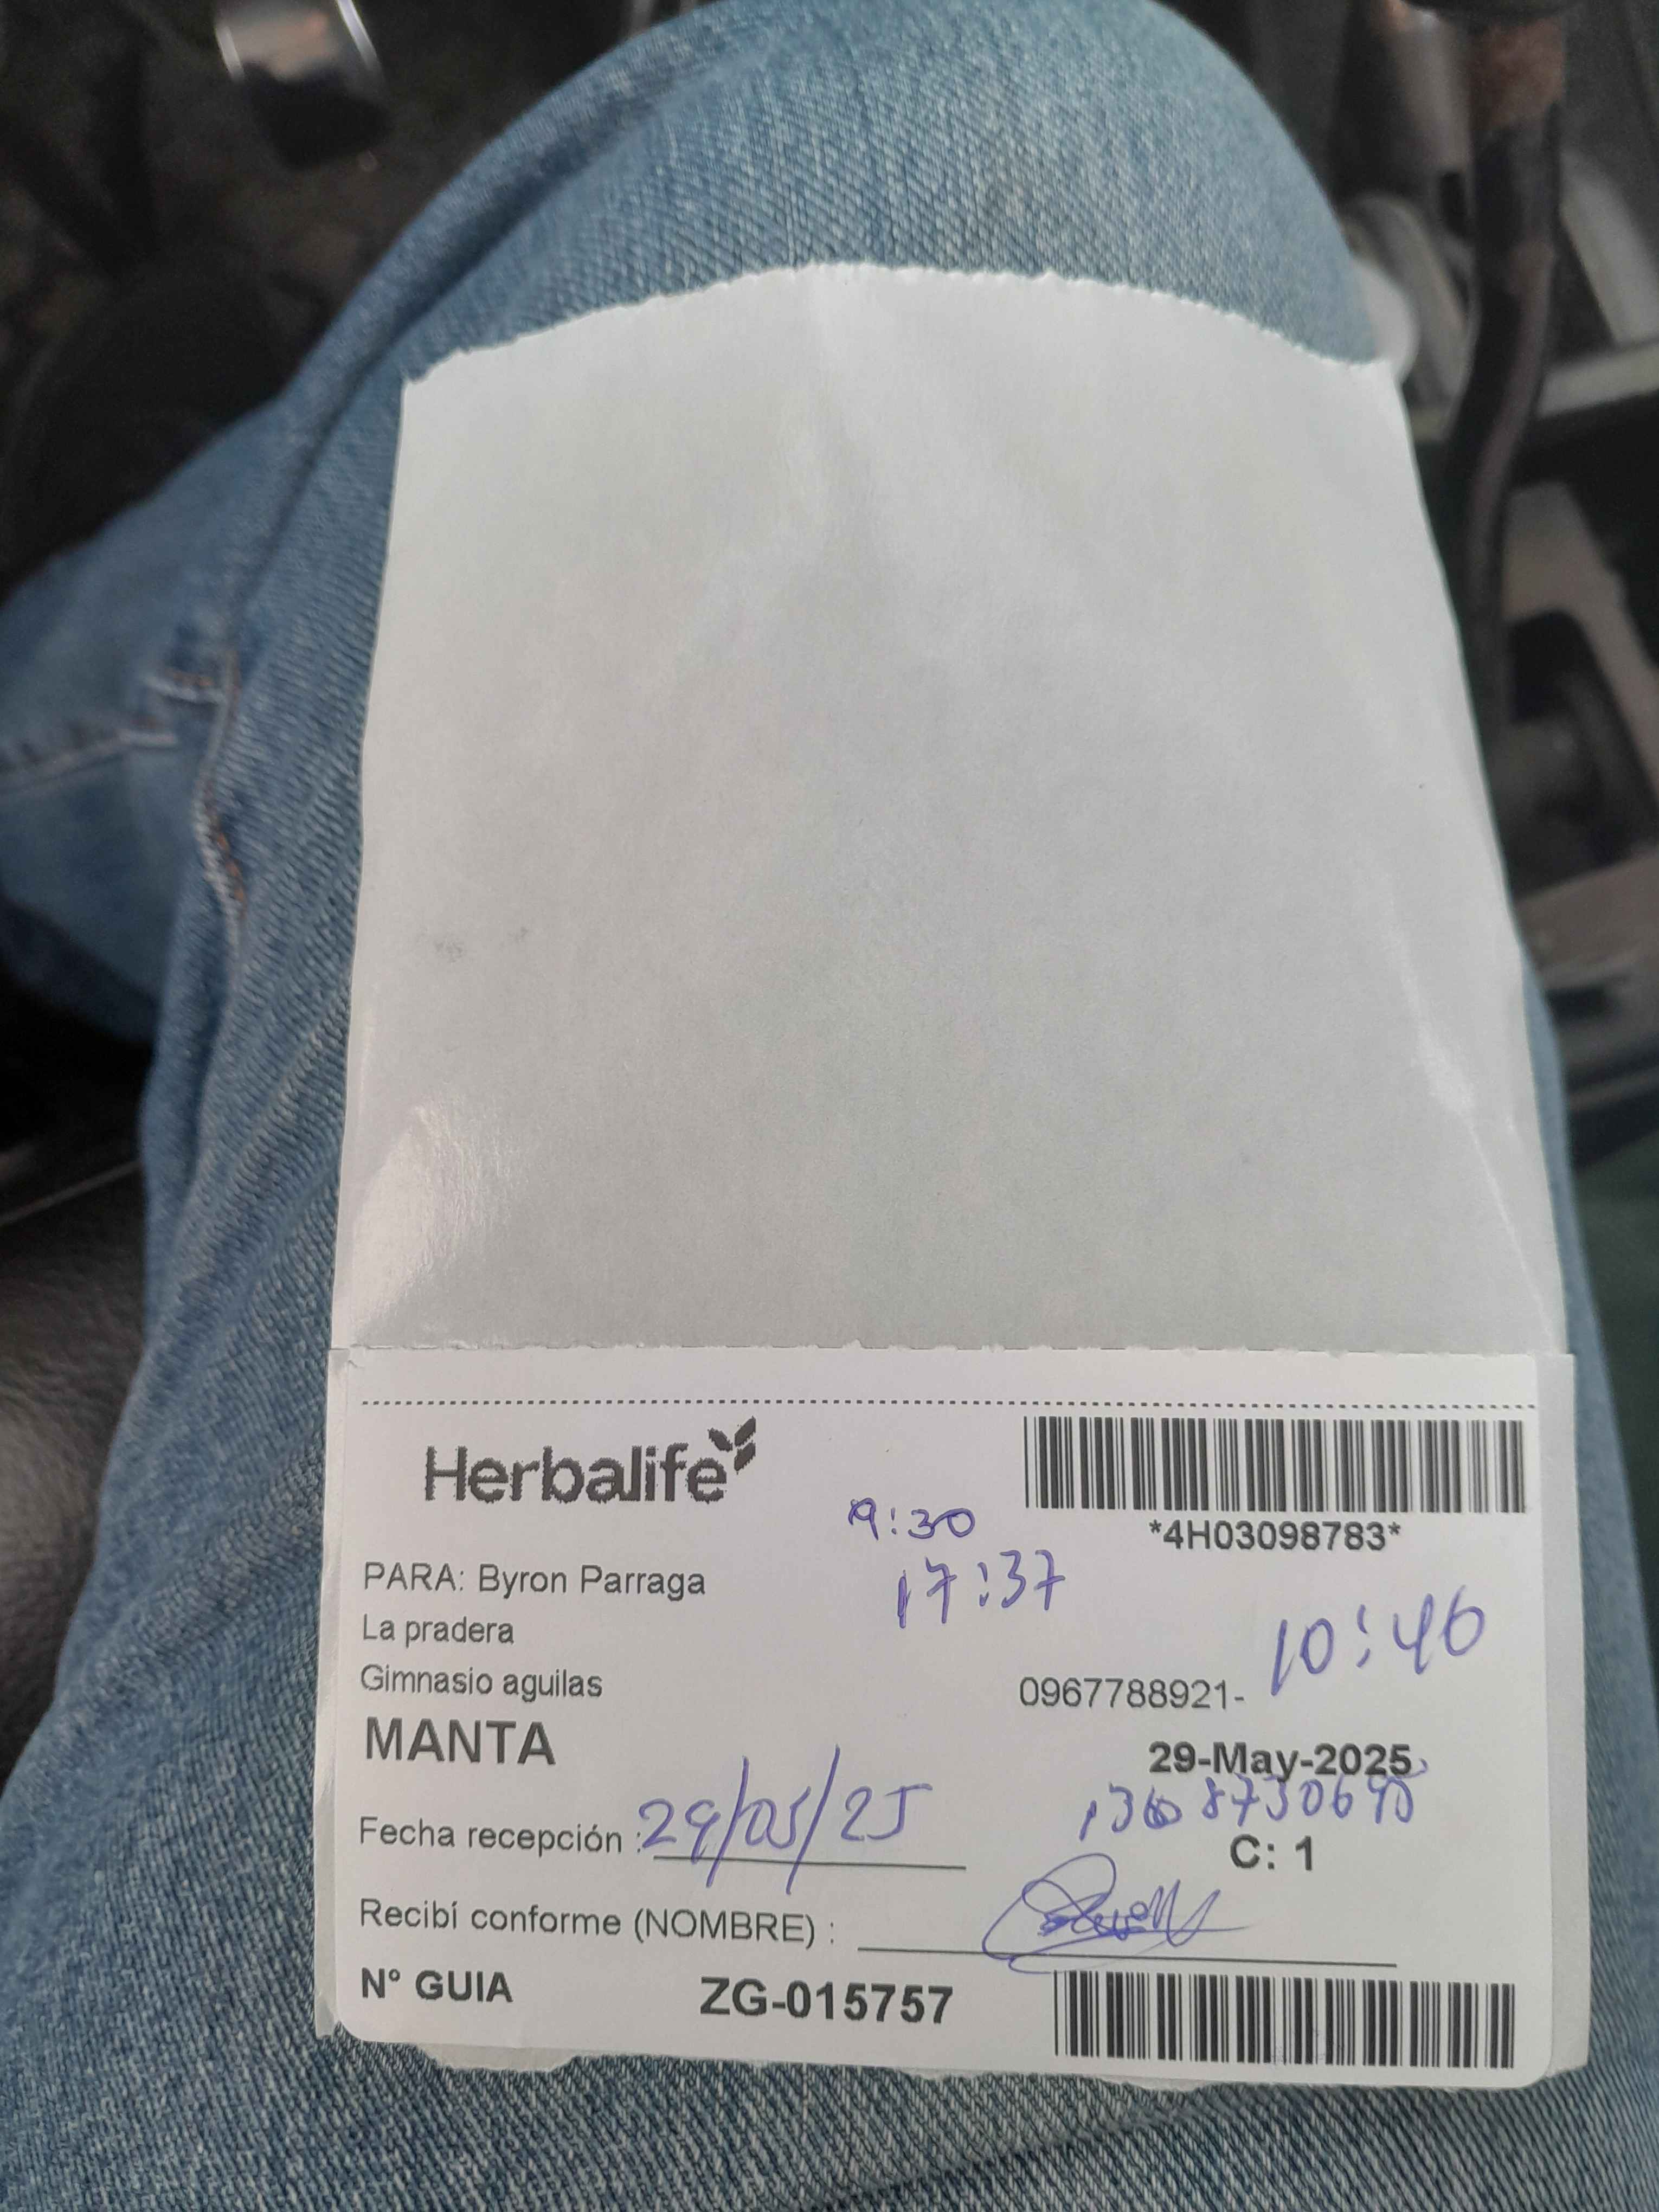 Herbalife
9:30
*4H03098783*
PARA: Byron Parraga
17:37
La pradera
10:46
Gimnasio aguilas
0967788921-
MANTA
29-May-2025
Fecha recepción : 29/05/25
C: 1
Recibí conforme (NOMBRE) :
N° GUIA ZG-015757